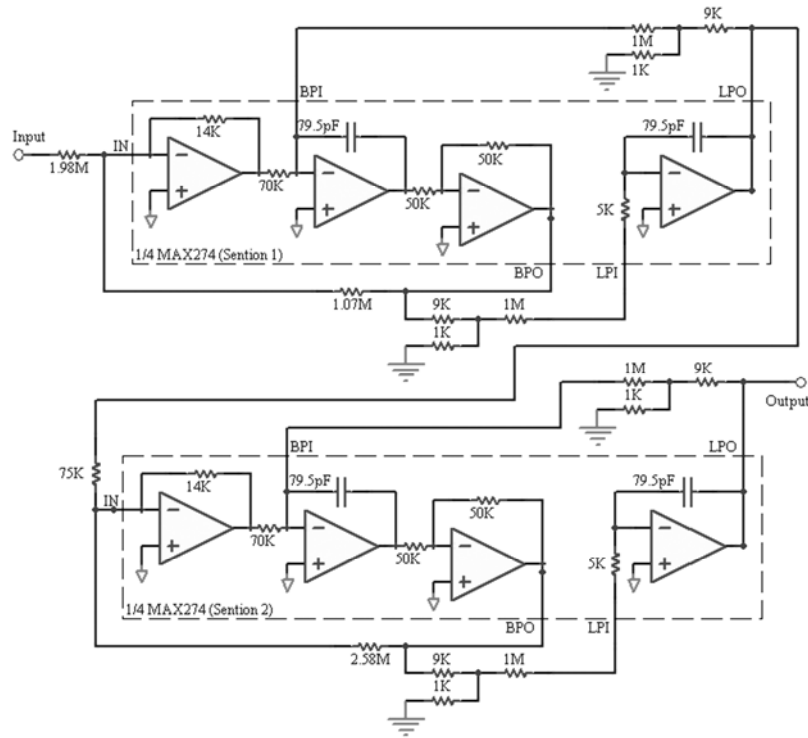 9K
1M
1K
BPI
LPO
Input
14K
79.5pF
79.5pF
IN
50K
1.98M
70K
50K
5K
1/4 MAX274 (Sention 1)
BPO
LPI
1.07M
9K
1M
1K
1M
9K
1K
Output
BPI
LPO
75K
14K
79.5pF
79.5pF
IN
50K
70K
50K
5K
1/4 MAX274 (Sention 2)
BPO
LPI
2.58M
9K
1M
1K